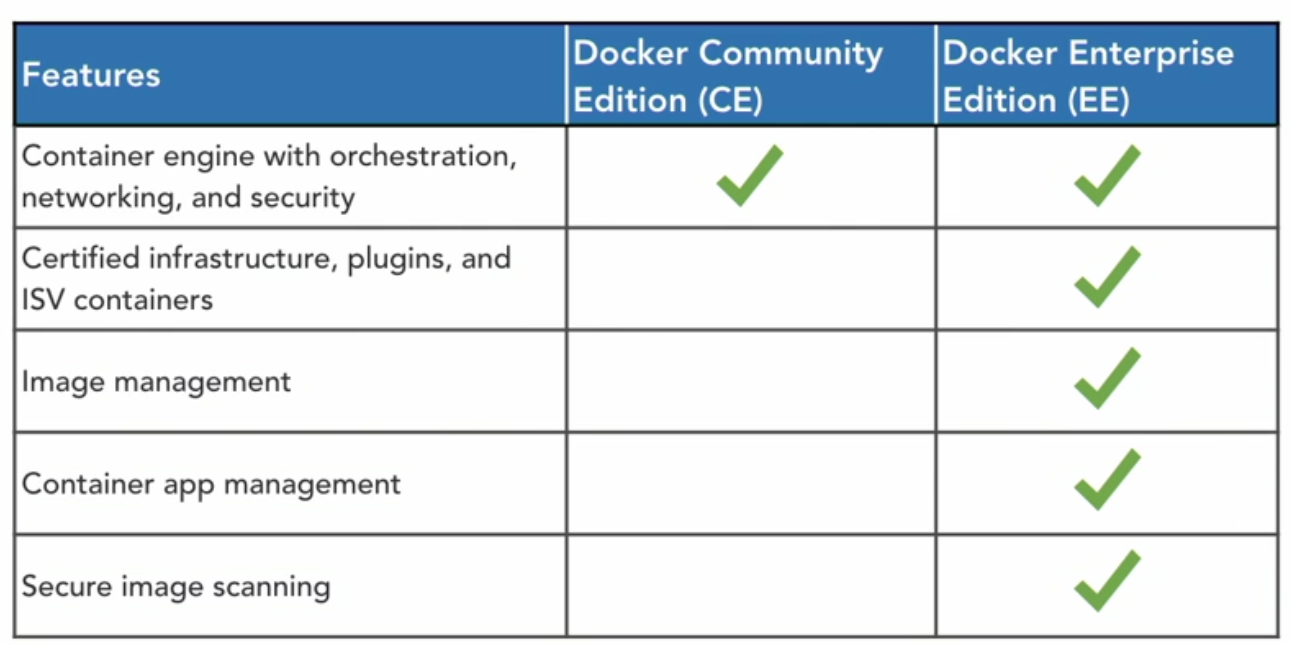 Features
Docker Community
Edition (CE)
Docker Enterprise
Edition (EE)
Container engine with orchestration,
networking, and security
Certified infrastructure, plugins, and
ISV containers
Image management
Container app management
Secure image scanning